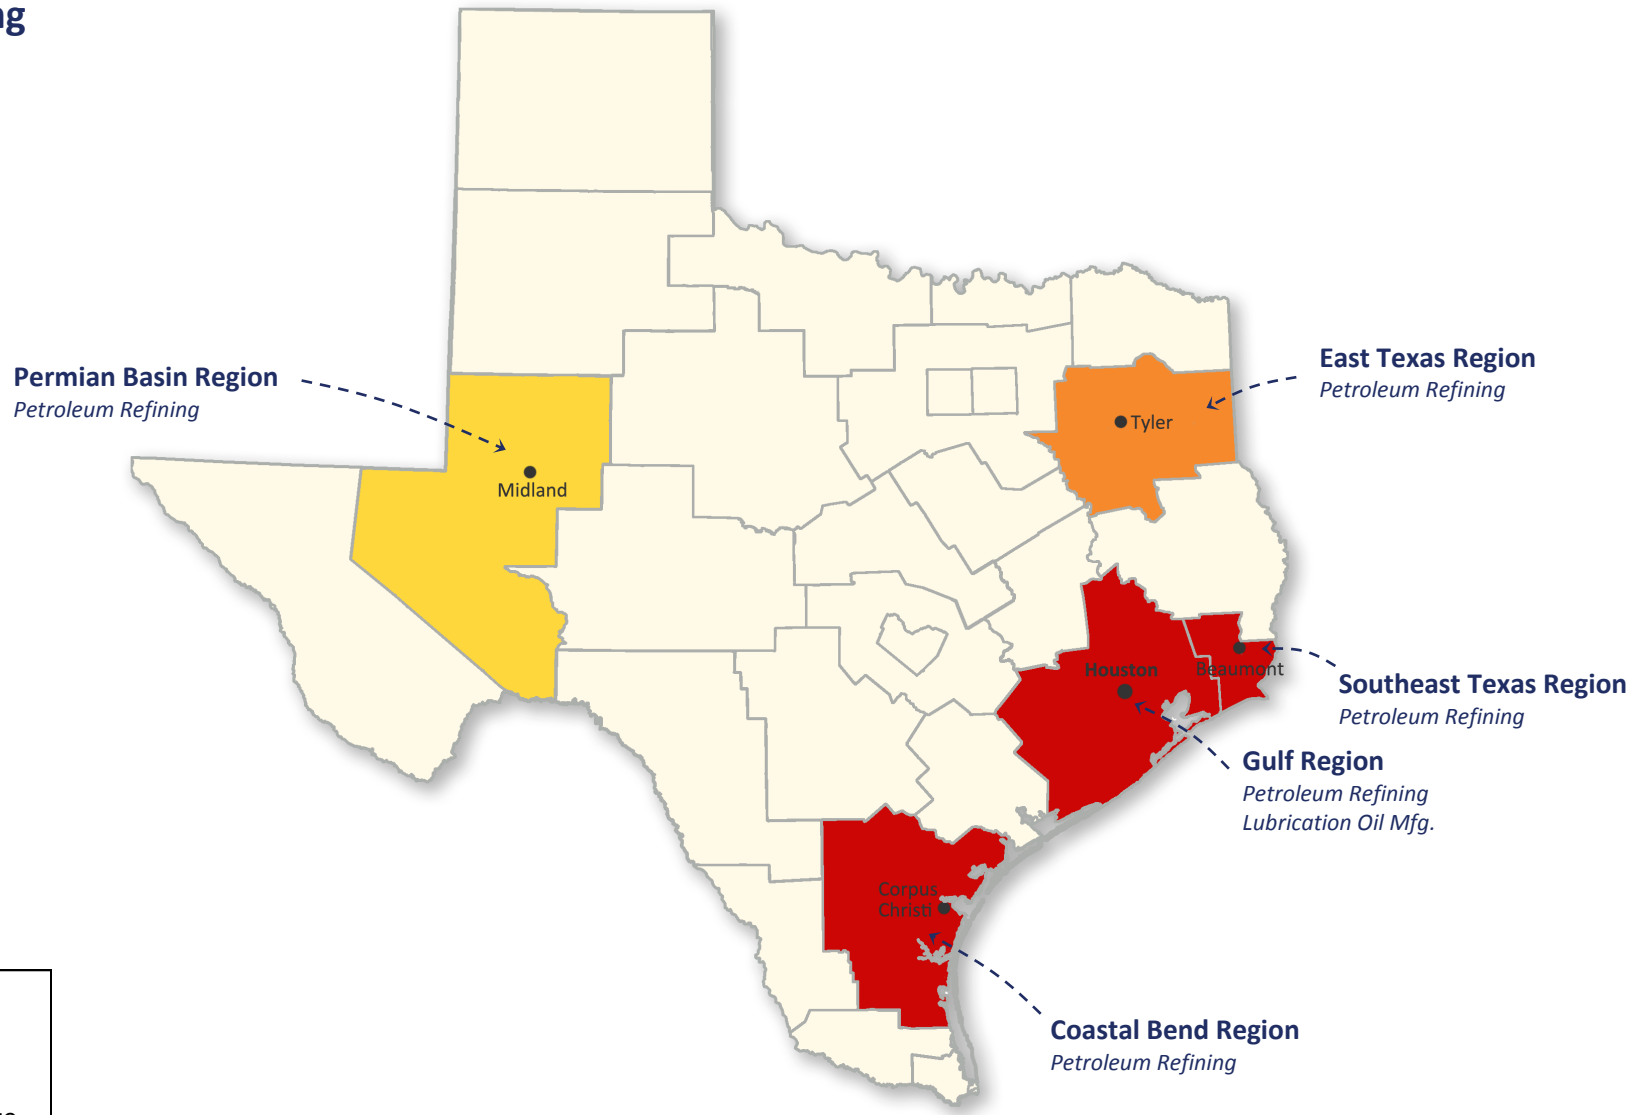 Permian Basin Region
Petroleum Refining
East Texas Region
Petroleum Refining
Tyler
Midland
Houston
Beaumont
Southeast Texas Region
Petroleum Refining
Gulf Region
Petroleum Refining
Lubrication Oil Mfg.
Corpus
Christi
Coastal Bend Region
Petroleum Refining